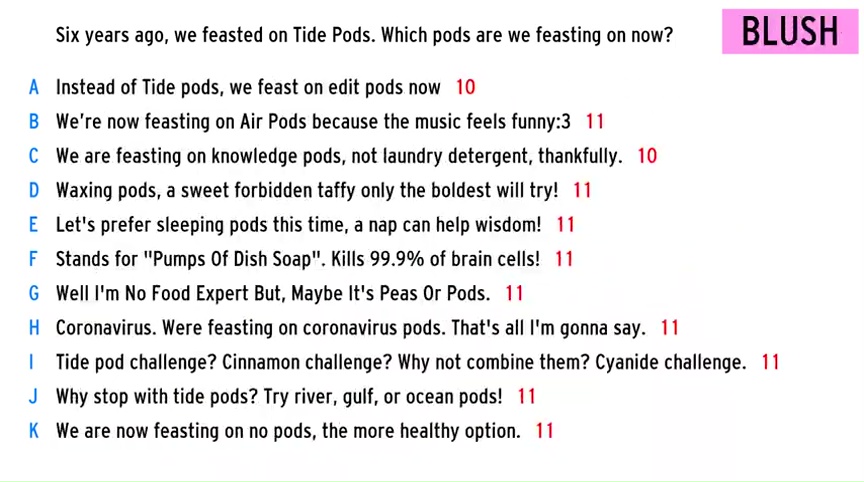 Six years ago, we feasted on Tide Pods. Which pods are we feasting on now?
BLUSH
A Instead of Tide pods, we feast on edit pods now 10
B We're now feasting on Air Pods because the music feels funny:3 11
C We are feasting on knowledge pods, not laundry detergent, thankfully. 10
D Waxing pods, a sweet forbidden taffy only the boldest will try! 11
E Let's prefer sleeping pods this time, a nap can help wisdom! 11
F Stands for "Pumps Of Dish Soap". Kills 99.9% of brain cells! 11
G Well I'm No Food Expert But, Maybe It's Peas Or Pods. 11
H Coronavirus. Were feasting on coronavirus pods. That's all I'm gonna say. 11
I Tide pod challenge? Cinnamon challenge? Why not combine them? Cyanide challenge. 11
J Why stop with tide pods? Try river, gulf, or ocean pods! 11
K We are now feasting on no pods, the more healthy option. 11